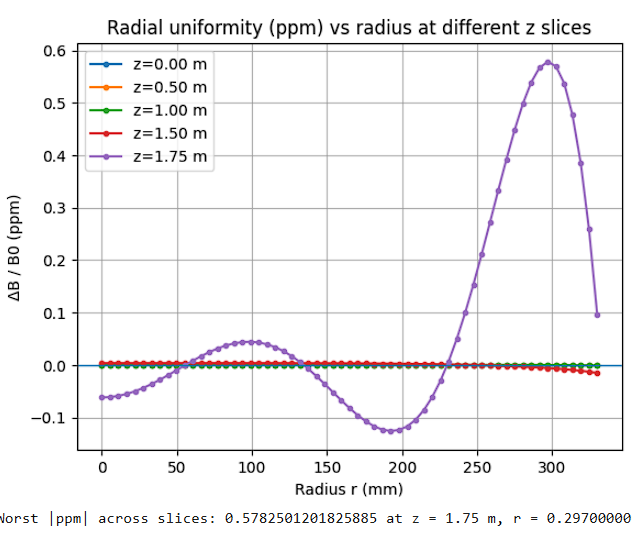 Radial uniformity (ppm) vs radius at different z slices
0.6
0.5
0.4
0.3
0.2
0.1
0.0
−0.1
ΔB / B0 (ppm)
z=0.00 m
z=0.50 m
z=1.00 m
z=1.50 m
z=1.75 m
0 50 100 150 200 250 300
Radius r (mm)
Worst |ppm| across slices: 0.5782501201825885 at z = 1.75 m, r = 0.29700000